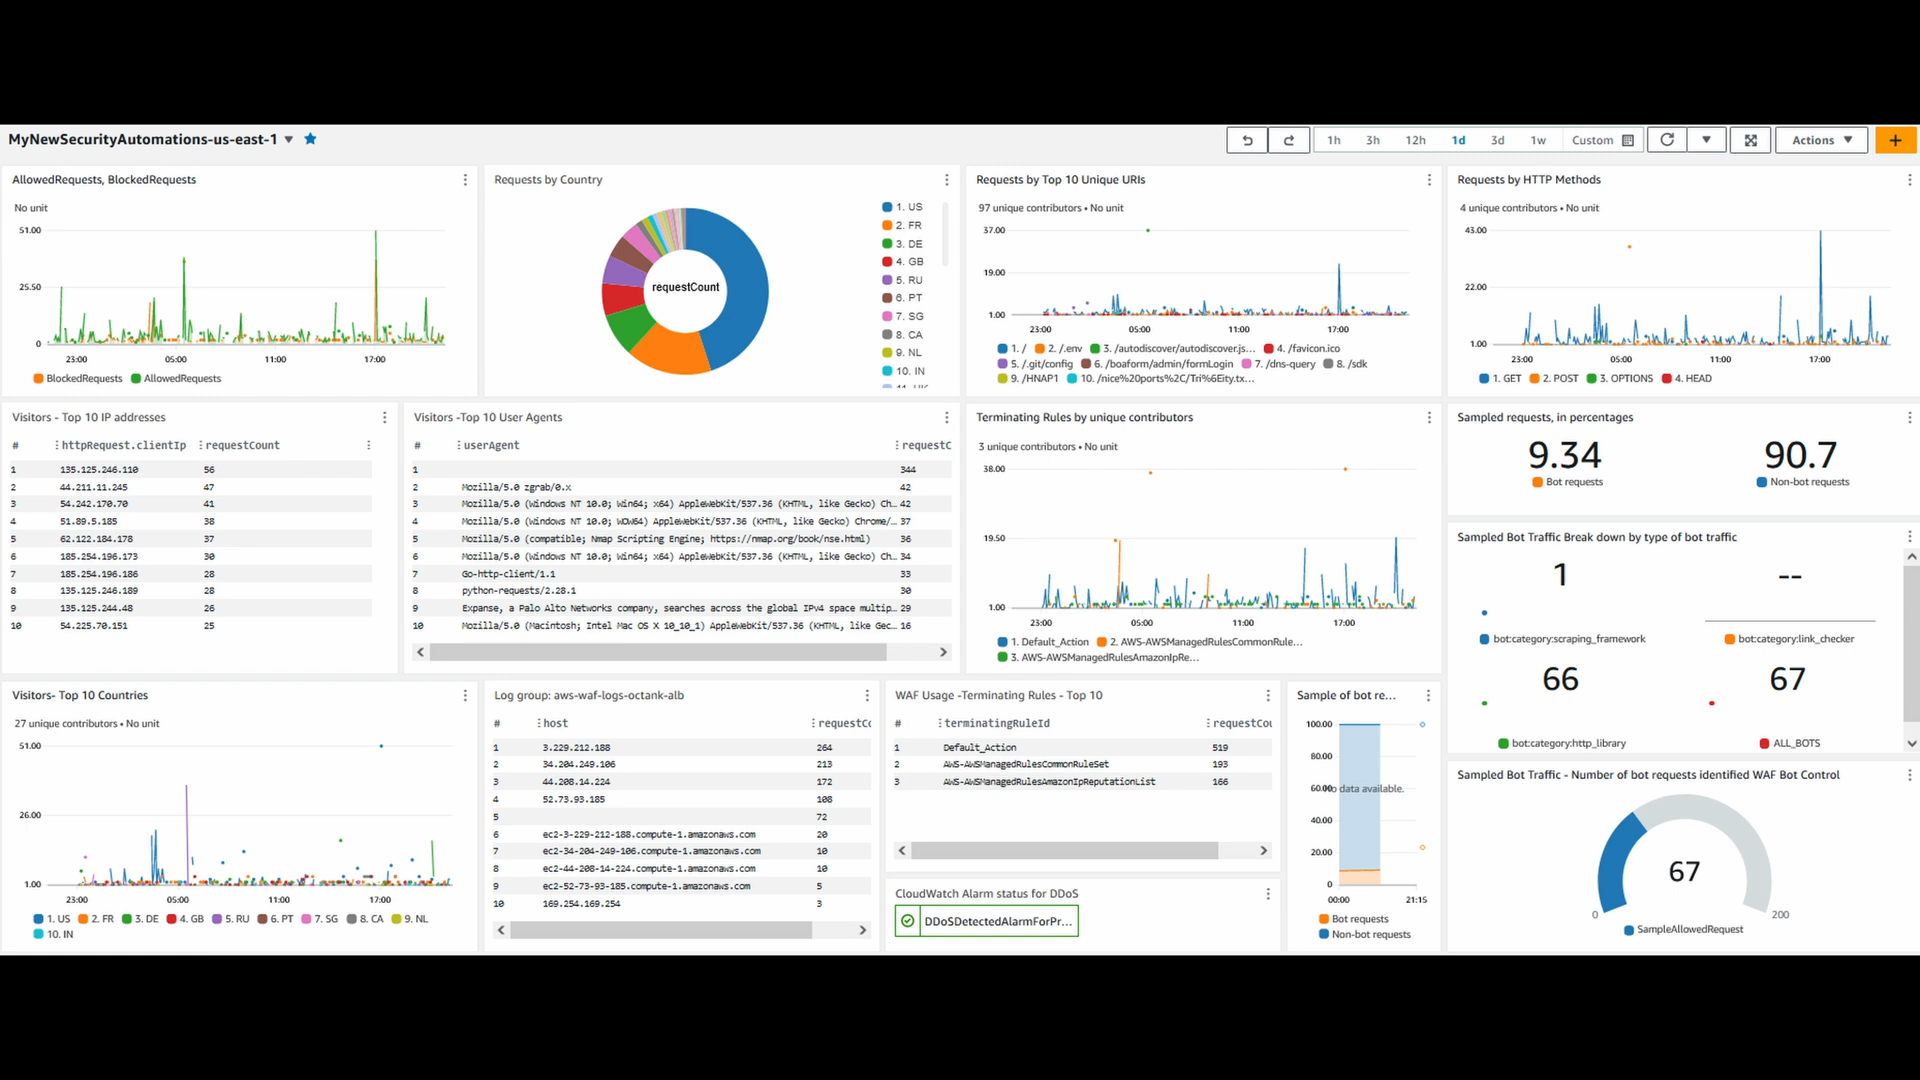 MyNewSecurityAutomations-us-east-1
1h 3h 12h 1d 3d 1w Custom
Actions
+
AllowedRequests, BlockedRequests
No unit
51.00
25.50
0
23:00 05:00 11:00 17:00
BlockedRequests AllowedRequests
Requests by Country
requestCount
1. US
2. FR
3. DE
4. GB
5. RU
6. PT
7. SG
8. CA
9. NL
10. IN
Requests by Top 10 Unique URIs
97 unique contributors • No unit
37.00
19.00
1.00
23:00 05:00 11:00 17:00
1. / 2. /.env 3. /autodiscover/autodiscover.js... 4. /favicon.ico
5. /.git/config 6. /boaform/admin/formLogin 7. /dns-query 8. /sdk
9. /HNAP1 10. /nice%20ports%2C/Tri%6Eity.tx...
Requests by HTTP Methods
4 unique contributors • No unit
43.00
22.00
1.00
23:00 05:00 11:00 17:00
1. GET 2. POST 3. OPTIONS 4. HEAD
Visitors - Top 10 IP addresses
# httpRequest.clientIp requestCount
1 135.125.246.110 56
2 44.211.11.245 47
3 54.242.170.70 41
4 51.89.5.185 38
5 62.122.184.178 37
6 185.254.196.173 30
7 185.254.196.186 28
8 135.125.246.189 28
9 135.125.244.48 26
10 54.225.70.151 25
Visitors -Top 10 User Agents
# userAgent requestC
1 344
2 Mozilla/5.0 zgrab/0.x 42
3 Mozilla/5.0 (Windows NT 10.0; Win64; x64) AppleWebKit/537.36 (KHTML, like Gecko) Ch... 42
4 Mozilla/5.0 (Windows NT 10.0; WOW64) AppleWebKit/537.36 (KHTML, like Gecko) Chrome/... 37
5 Mozilla/5.0 (compatible; Nmap Scripting Engine; https://nmap.org/book/nse.html) 36
6 Mozilla/5.0 (Windows NT 10.0; Win64; x64) AppleWebKit/537.36 (KHTML, like Gecko) Ch... 34
7 Go-http-client/1.1 33
8 python-requests/2.28.1 30
9 Expanse, a Palo Alto Networks company, searches across the global IPv4 space multip... 29
10 Mozilla/5.0 (Macintosh; Intel Mac OS X 10_10_1) AppleWebKit/537.36 (KHTML, like Gec... 16
Terminating Rules by unique contributors
3 unique contributors • No unit
38.00
19.50
1.00
23:00 05:00 11:00 17:00
1. Default_Action 2. AWS-AWSManagedRulesCommonRule...
3. AWS-AWSManagedRulesAmazonIpRe...
Sampled requests, in percentages
9.34 90.7
Bot requests Non-bot requests
Sampled Bot Traffic Break down by type of bot traffic
1 --
bot:category:scraping_framework bot:category:link_checker
66 67
bot:category:http_library ALL_BOTS
Visitors- Top 10 Countries
27 unique contributors • No unit
51.00
26.00
1.00
23:00 05:00 11:00 17:00
1. US 2. FR 3. DE 4. GB 5. RU 6. PT 7. SG 8. CA 9. NL
10. IN
Log group: aws-waf-logs-octank-alb
# host requestCo
1 3.229.212.188 264
2 34.204.249.106 213
3 44.208.14.224 172
4 52.73.93.185 108
5 72
6 ec2-3-229-212-188.compute-1.amazonaws.com 20
7 ec2-34-204-249-106.compute-1.amazonaws.com 10
8 ec2-44-208-14-224.compute-1.amazonaws.com 10
9 ec2-52-73-93-185.compute-1.amazonaws.com 5
10 169.254.169.254 3
WAF Usage -Terminating Rules - Top 10
# terminatingRuleId requestCou
1 Default_Action 519
2 AWS-AWSManagedRulesCommonRuleSet 193
3 AWS-AWSManagedRulesAmazonIpReputationList 166
CloudWatch Alarm status for DDoS
DDoSDetectedAlarmForPr...
Sample of bot re...
100.00
80.00
60.00
data available.
40.00
20.00
0
00:00 21:15
Bot requests
Non-bot requests
Sampled Bot Traffic - Number of bot requests identified WAF Bot Control
67
0 200
SampleAllowedRequest